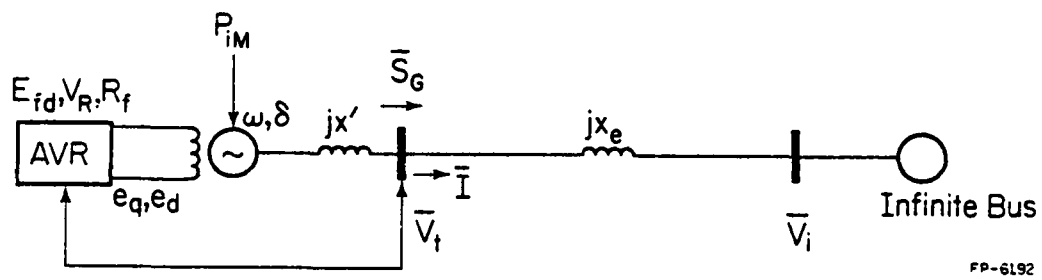 P_iM
S̅_G
E_fd, V_R, R_f
ω, δ
jx'
jx_e
AVR
~
I̅
e_q, e_d
V̅_t
V̅_i
Infinite Bus
FP-6192